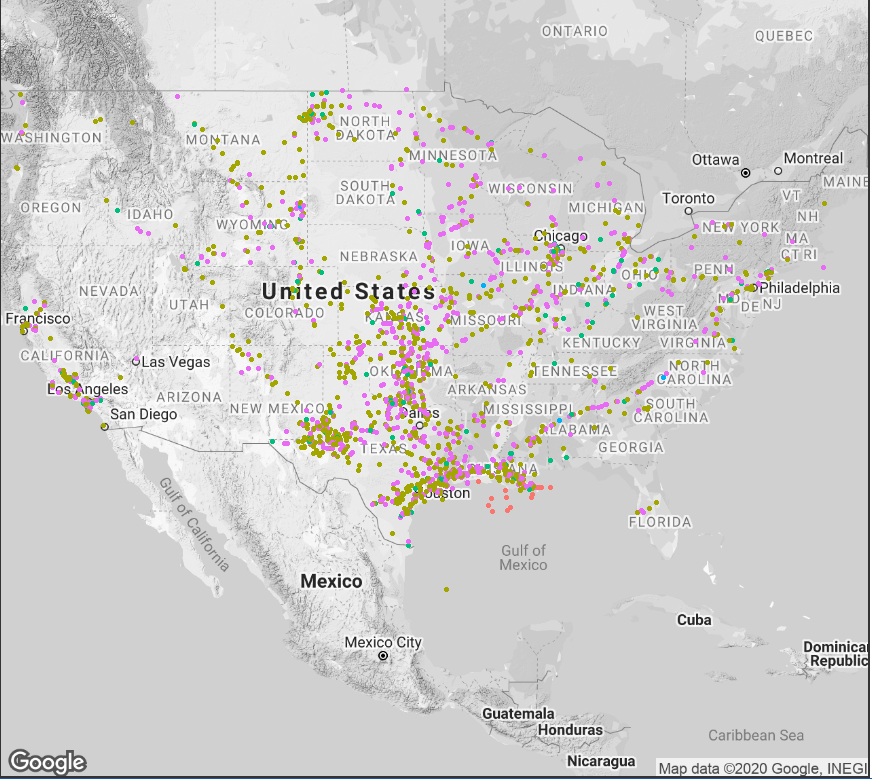 ONTARIO
QUEBEC
WASHINGTON
MONTANA
NORTH
DAKOTA
MINNESOTA
Ottawa
Montreal
MAINE
OREGON
IDAHO
SOUTH
DAKOTA
WISCONSIN
MICHIGAN
Toronto
VT
NH
WYOMING
NEW YORK
MA
CT RI
IOWA
Chicago
NEBRASKA
ILLINOIS
INDIANA
OHIO
PENN
NEVADA
UTAH
United States
COLORADO
KANSAS
MISSOURI
WEST
VIRGINIA
MD
DE
NJ
Philadelphia
Francisco
CALIFORNIA
Las Vegas
KENTUCKY
VIRGINIA
OKLAHOMA
TENNESSEE
NORTH
CAROLINA
Los Angeles
ARIZONA
NEW MEXICO
ARKANSAS
San Diego
Dallas
MISSISSIPPI
SOUTH
CAROLINA
ALABAMA
GEORGIA
TEXAS
LOUISIANA
Houston
Gulf of California
FLORIDA
Gulf of
Mexico
Mexico
Cuba
Mexico City
Dominican
Republic
Guatemala
Honduras
Caribbean Sea
Nicaragua
Google
Map data ©2020 Google, INEGI